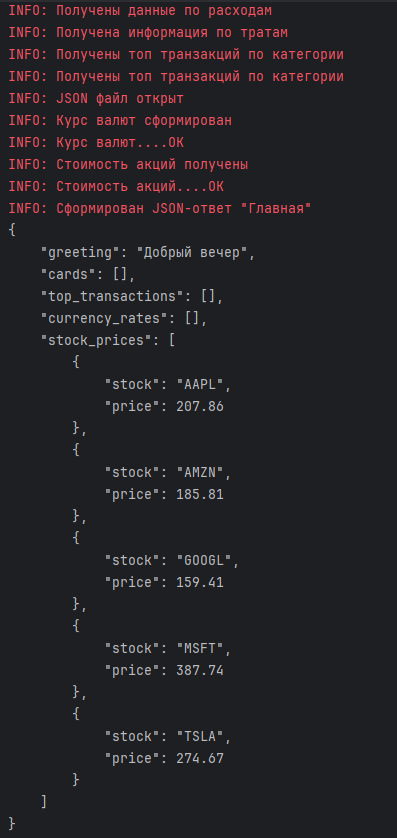 INFO: Получены данные по расходам
INFO: Получена информация по тратам
INFO: Получены топ транзакций по категории
INFO: Получены топ транзакций по категории
INFO: JSON файл открыт
INFO: Курс валют сформирован
INFO: Курс валют....OK
INFO: Стоимость акций получены
INFO: Стоимость акций....OK
INFO: Сформирован JSON-ответ "Главная"
{
    "greeting": "Добрый вечер",
    "cards": [],
    "top_transactions": [],
    "currency_rates": [],
    "stock_prices": [
        {
            "stock": "AAPL",
            "price": 207.86
        },
        {
            "stock": "AMZN",
            "price": 185.81
        },
        {
            "stock": "GOOGL",
            "price": 159.41
        },
        {
            "stock": "MSFT",
            "price": 387.74
        },
        {
            "stock": "TSLA",
            "price": 274.67
        }
    ]
}